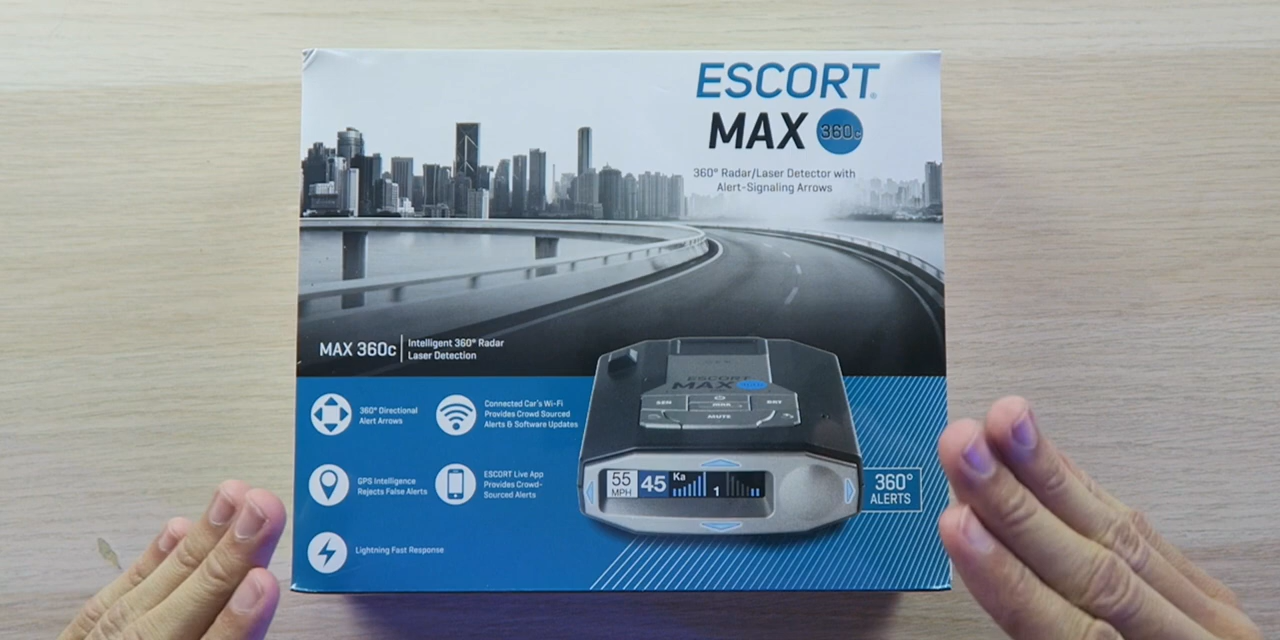 ESCORT®
MAX 360c
360° Radar/Laser Detector with
Alert-Signaling Arrows
MAX 360c
Intelligent 360° Radar
Laser Detection
360° Directional
Alert Arrows
Connected Car's Wi-Fi
Provides Crowd Sourced
Alerts & Software Updates
GPS Intelligence
Rejects False Alerts
ESCORT Live App
Provides Crowd-
Sourced Alerts
Lightning Fast Response
ESCORT
MAX 360c
SEN
BRT
MUTE
55
MPH
45
Ka
1
360°
ALERTS